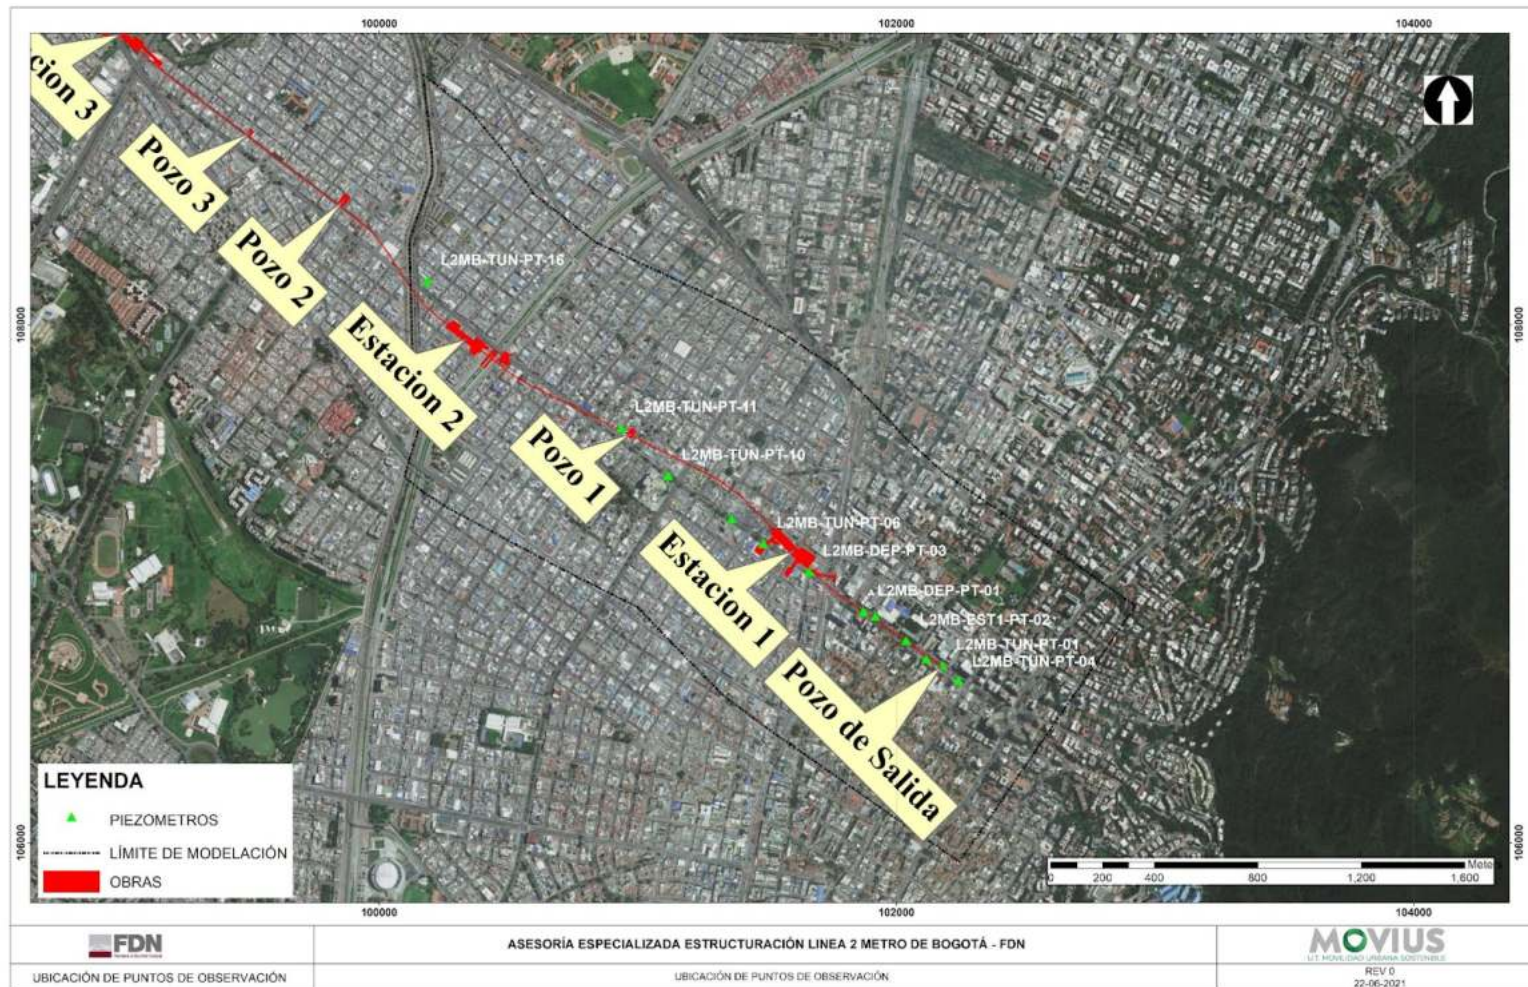 100000
102000
104000
cion 3
Pozo 3
Pozo 2
L2MB-TUN-PT-16
108000
108000
Estacion 2
L2MB-TUN-PT-11
Pozo 1
L2MB-TUN-PT-10
L2MB-TUN-PT-06
L2MB-DEP-PT-03
Estacion 1
L2MB-DEP-PT-01
L2MB-EST1-PT-02
L2MB-TUN-PT-01
L2MB-TUN-PT-04
Pozo de Salida
LEYENDA
PIEZOMETROS
LÍMITE DE MODELACIÓN
OBRAS
106000
106000
Meters
0 200 400 800 1,200 1,600
100000
102000
104000
FDN
ASESORÍA ESPECIALIZADA ESTRUCTURACIÓN LINEA 2 METRO DE BOGOTÁ - FDN
MOVIUS
U.T. MOVILIDAD URBANA SOSTENIBLE
UBICACIÓN DE PUNTOS DE OBSERVACIÓN
UBICACIÓN DE PUNTOS DE OBSERVACIÓN
REV 0
22-06-2021